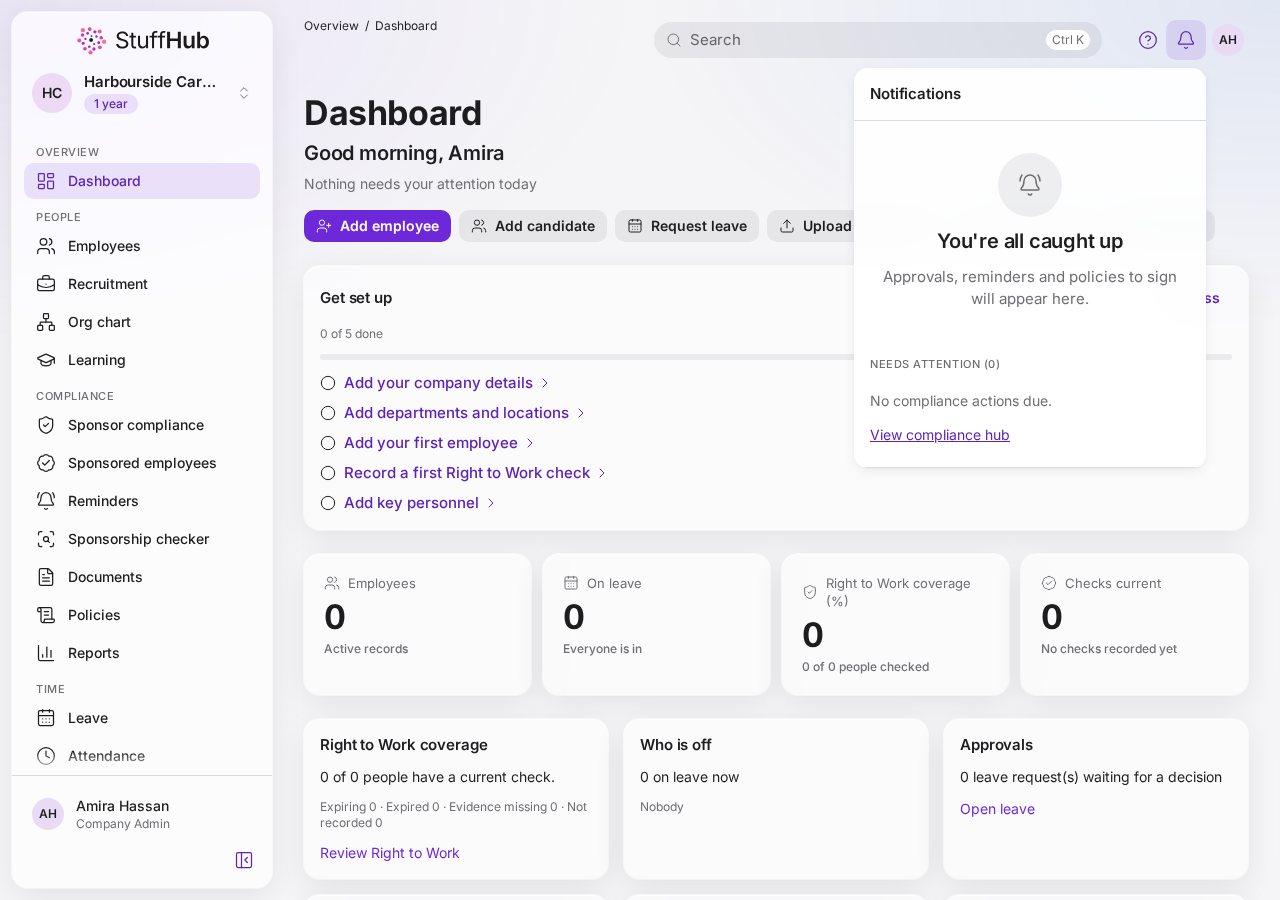 StuffHub
HC
Harbourside Car...
1 year
OVERVIEW
Dashboard
PEOPLE
Employees
Recruitment
Org chart
Learning
COMPLIANCE
Sponsor compliance
Sponsored employees
Reminders
Sponsorship checker
Documents
Policies
Reports
TIME
Leave
Attendance
AH
Amira Hassan
Company Admin
Overview / Dashboard
Search
Ctrl K
AH
Dashboard
Good morning, Amira
Nothing needs your attention today
Add employee
Add candidate
Request leave
Upload
Notifications
You're all caught up
Approvals, reminders and policies to sign
will appear here.
NEEDS ATTENTION (0)
No compliance actions due.
View compliance hub
Get set up
0 of 5 done
Add your company details
Add departments and locations
Add your first employee
Record a first Right to Work check
Add key personnel
Employees
0
Active records
On leave
0
Everyone is in
Right to Work coverage
(%)
0
0 of 0 people checked
Checks current
0
No checks recorded yet
Right to Work coverage
0 of 0 people have a current check.
Expiring 0 · Expired 0 · Evidence missing 0 · Not
recorded 0
Review Right to Work
Who is off
0 on leave now
Nobody
Approvals
0 leave request(s) waiting for a decision
Open leave